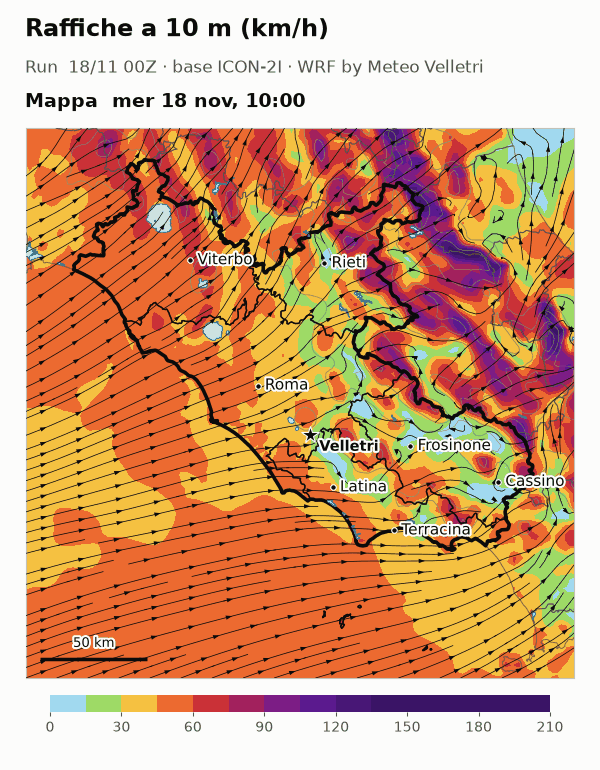 Raffiche a 10 m (km/h)
Run  18/11 00Z · base ICON-2I · WRF by Meteo Velletri
Mappa  mer 18 nov, 10:00
Viterbo
Rieti
Roma
Velletri
Frosinone
Latina
Cassino
Terracina
50 km
0 30 60 90 120 150 180 210